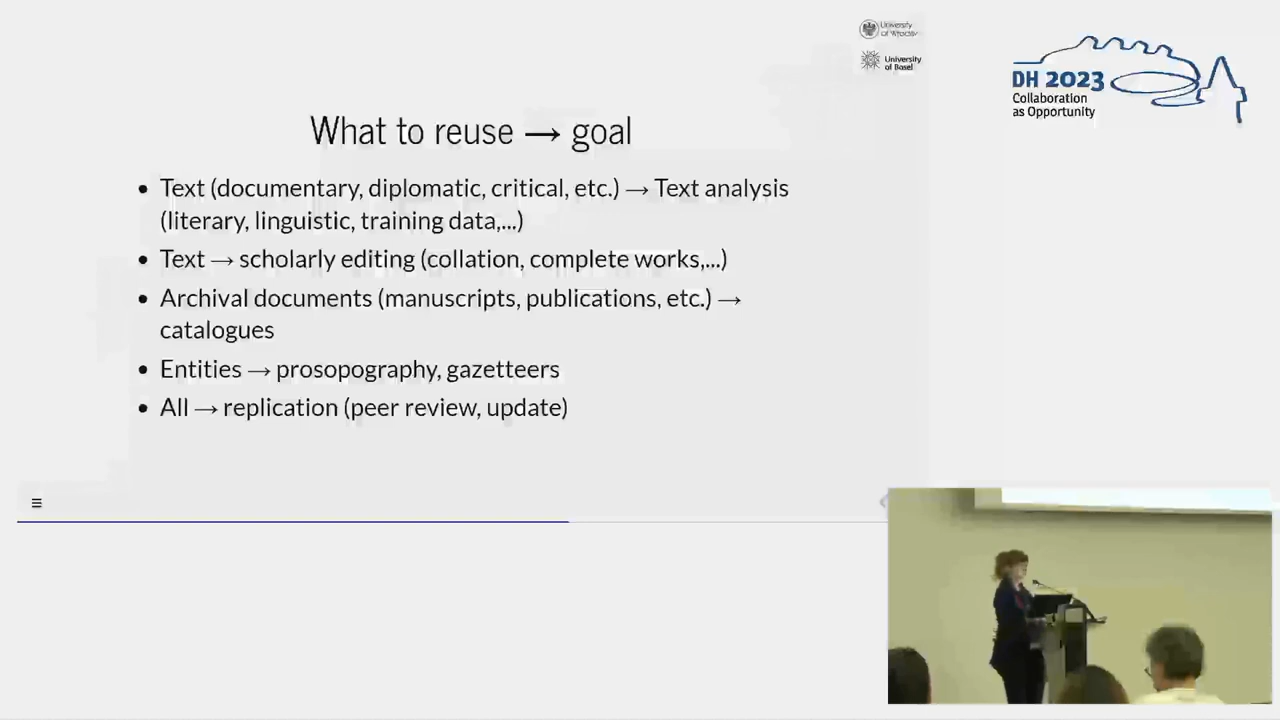 University
of Wrocław
University
of Basel
DH 2023
Collaboration
as Opportunity
What to reuse → goal
• Text (documentary, diplomatic, critical, etc.) → Text analysis
(literary, linguistic, training data,...)
• Text → scholarly editing (collation, complete works,...)
• Archival documents (manuscripts, publications, etc.) →
catalogues
• Entities → prosopography, gazetteers
• All → replication (peer review, update)